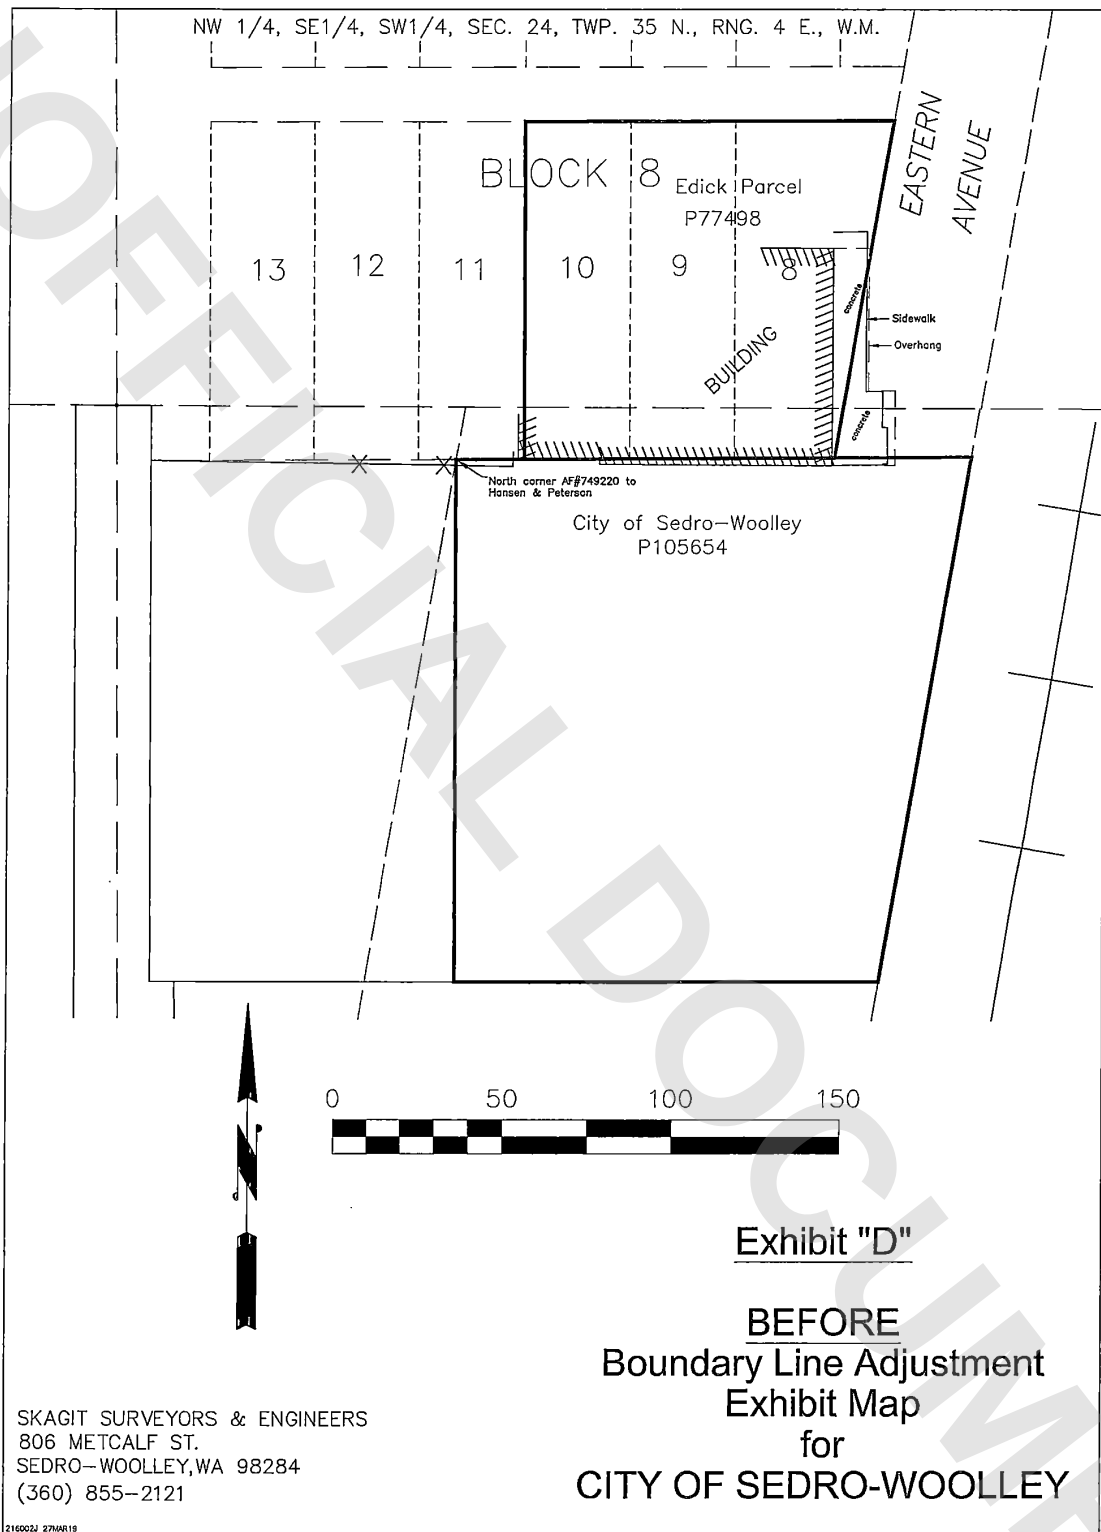 NW 1/4, SE1/4, SW1/4, SEC. 24, TWP. 35 N., RNG. 4 E., W.M.
EASTERN
AVENUE
BLOCK 8
Edick Parcel
P77498
13
12
11
10
9
8
concrete
Sidewalk
Overhang
BUILDING
concrete
North corner AF#749220 to
Hansen & Peterson
City of Sedro-Woolley
P105654
0 50 100 150
N
Exhibit "D"
BEFORE
Boundary Line Adjustment
Exhibit Map
for
CITY OF SEDRO-WOOLLEY
SKAGIT SURVEYORS & ENGINEERS
806 METCALF ST.
SEDRO-WOOLLEY,WA 98284
(360) 855-2121
216002J 27MAR19
OFFICIAL DOCUME